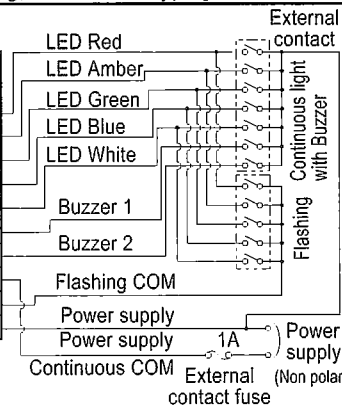 External
contact
LED Red
LED Amber
LED Green
LED Blue
LED White
Continuous light
with Buzzer
Buzzer 1
Buzzer 2
Flashing
Flashing COM
Power supply
Power supply
1A
Power
supply
(Non polar
Continuous COM
External
contact fuse